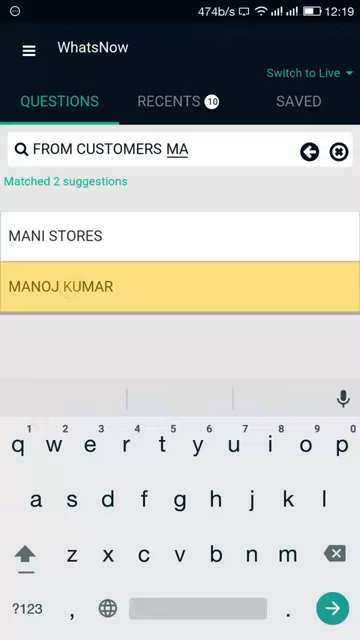 474b/s 12:19
WhatsNow
Switch to Live
QUESTIONS RECENTS 10 SAVED
FROM CUSTOMERS MA
Matched 2 suggestions
MANI STORES
MANOJ KUMAR
1 2 3 4 5 6 7 8 9 0
q w e r t y u i o p
a s d f g h j k l
z x c v b n m
?123 , .